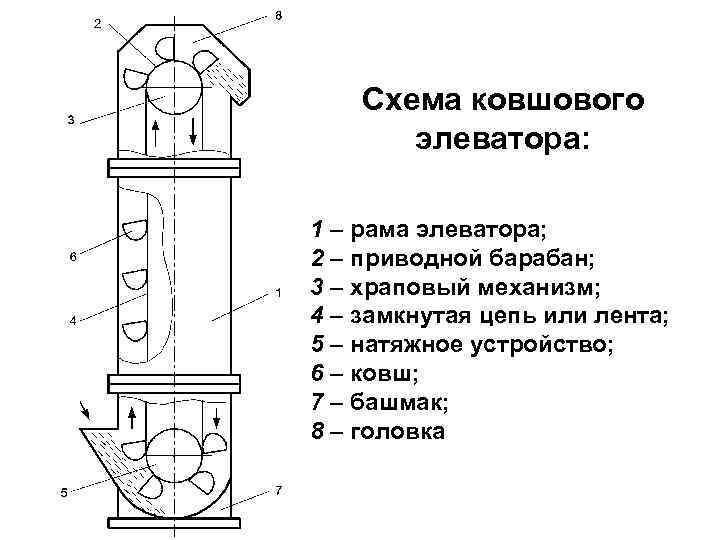 2
8
3
6
1
4
5
7
Схема ковшового
элеватора:
1 – рама элеватора;
2 – приводной барабан;
3 – храповый механизм;
4 – замкнутая цепь или лента;
5 – натяжное устройство;
6 – ковш;
7 – башмак;
8 – головка